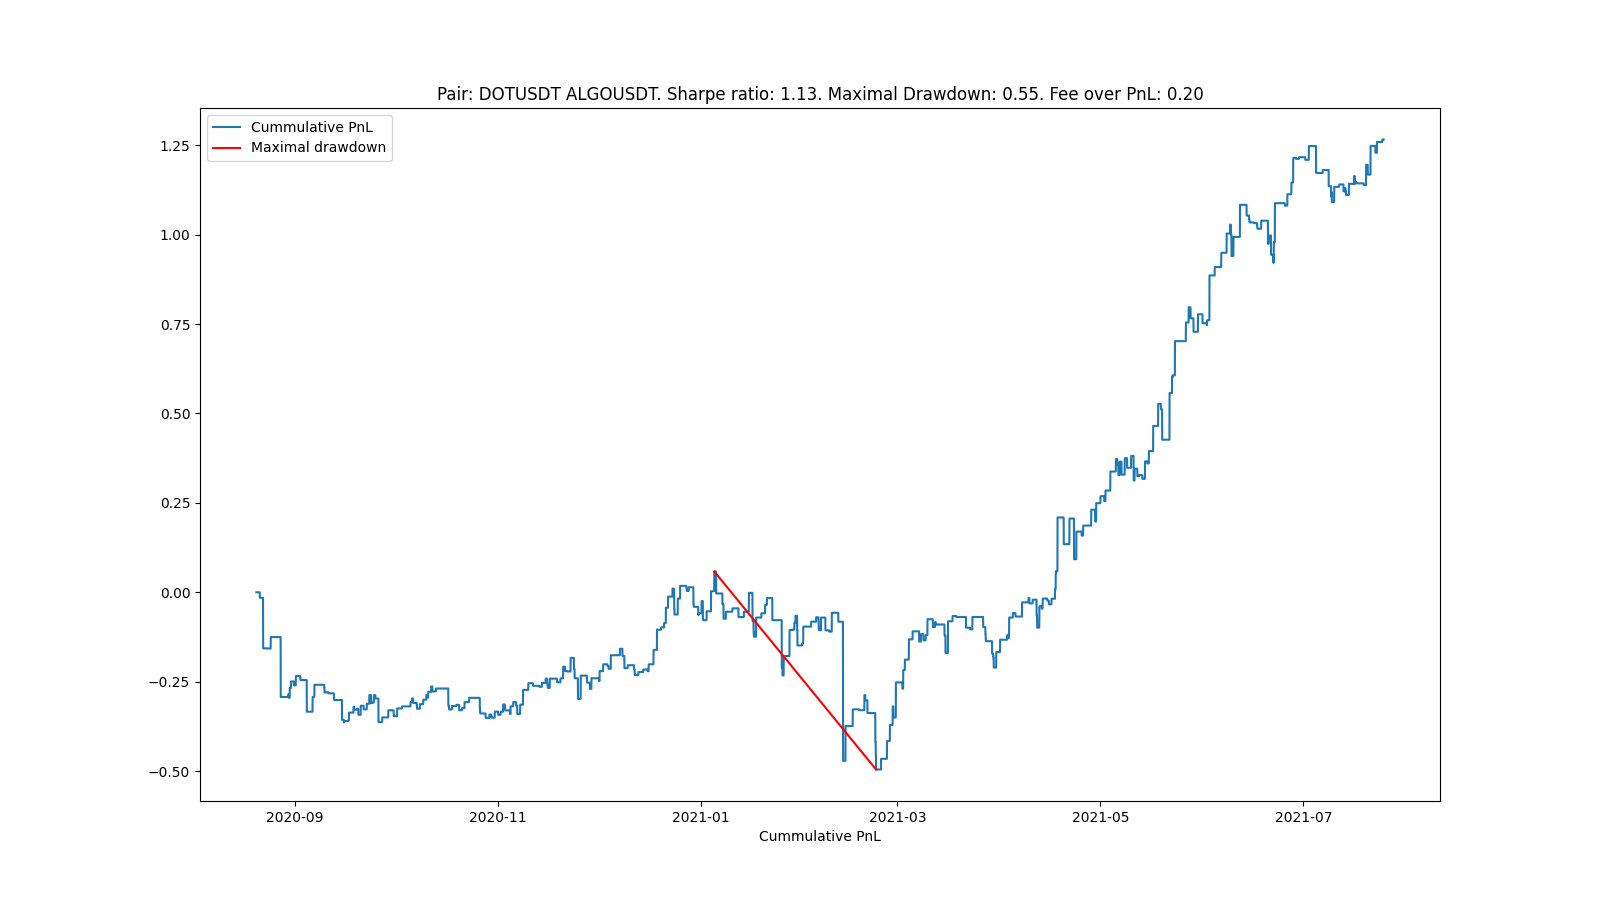 Pair: DOTUSDT ALGOUSDT. Sharpe ratio: 1.13. Maximal Drawdown: 0.55. Fee over PnL: 0.20
Cummulative PnL
Maximal drawdown
1.25
1.00
0.75
0.50
0.25
0.00
−0.25
−0.50
2020-09 2020-11 2021-01 2021-03 2021-05 2021-07
Cummulative PnL